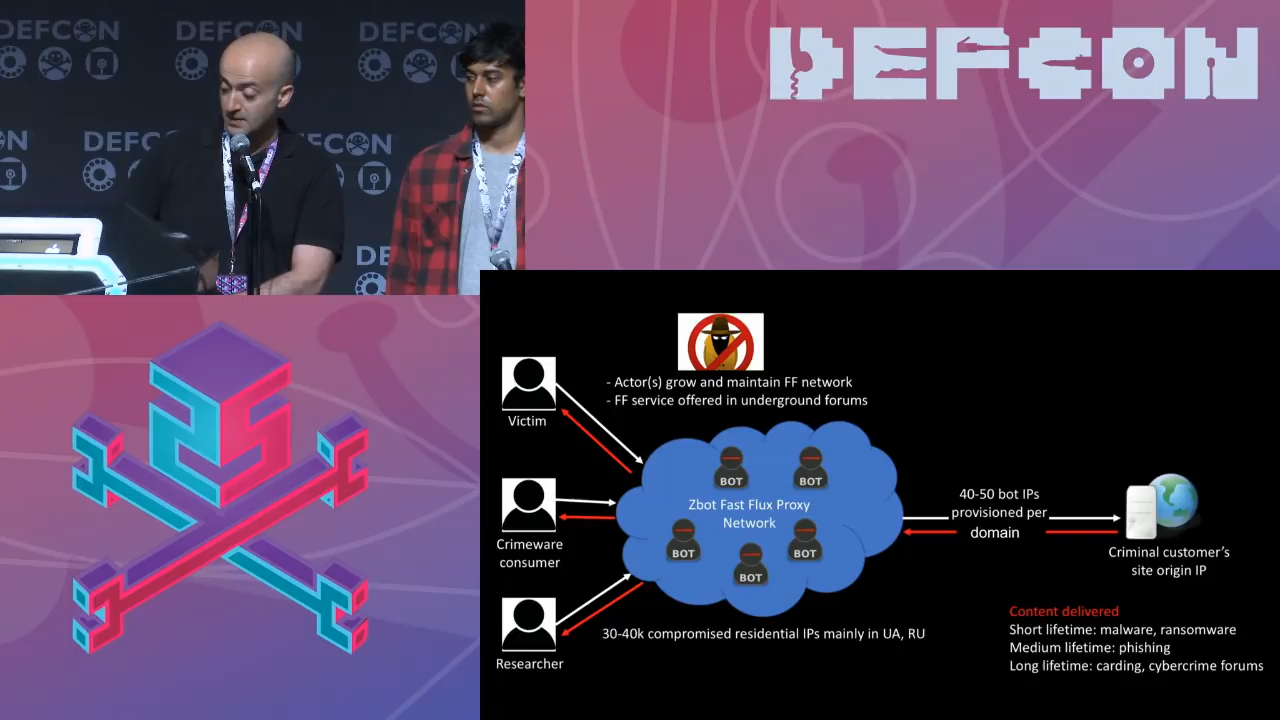 DEFCON
DEFCON
DEFCON
DEFCON
DEFCON
DEFCON
- Actor(s) grow and maintain FF network
- FF service offered in underground forums
Victim
BOT
BOT
Zbot Fast Flux Proxy
Network
BOT
BOT
BOT
40-50 bot IPs
provisioned per
domain
Crimeware
consumer
Criminal customer's
site origin IP
Content delivered
Short lifetime: malware, ransomware
Medium lifetime: phishing
Long lifetime: carding, cybercrime forums
30-40k compromised residential IPs mainly in UA, RU
Researcher